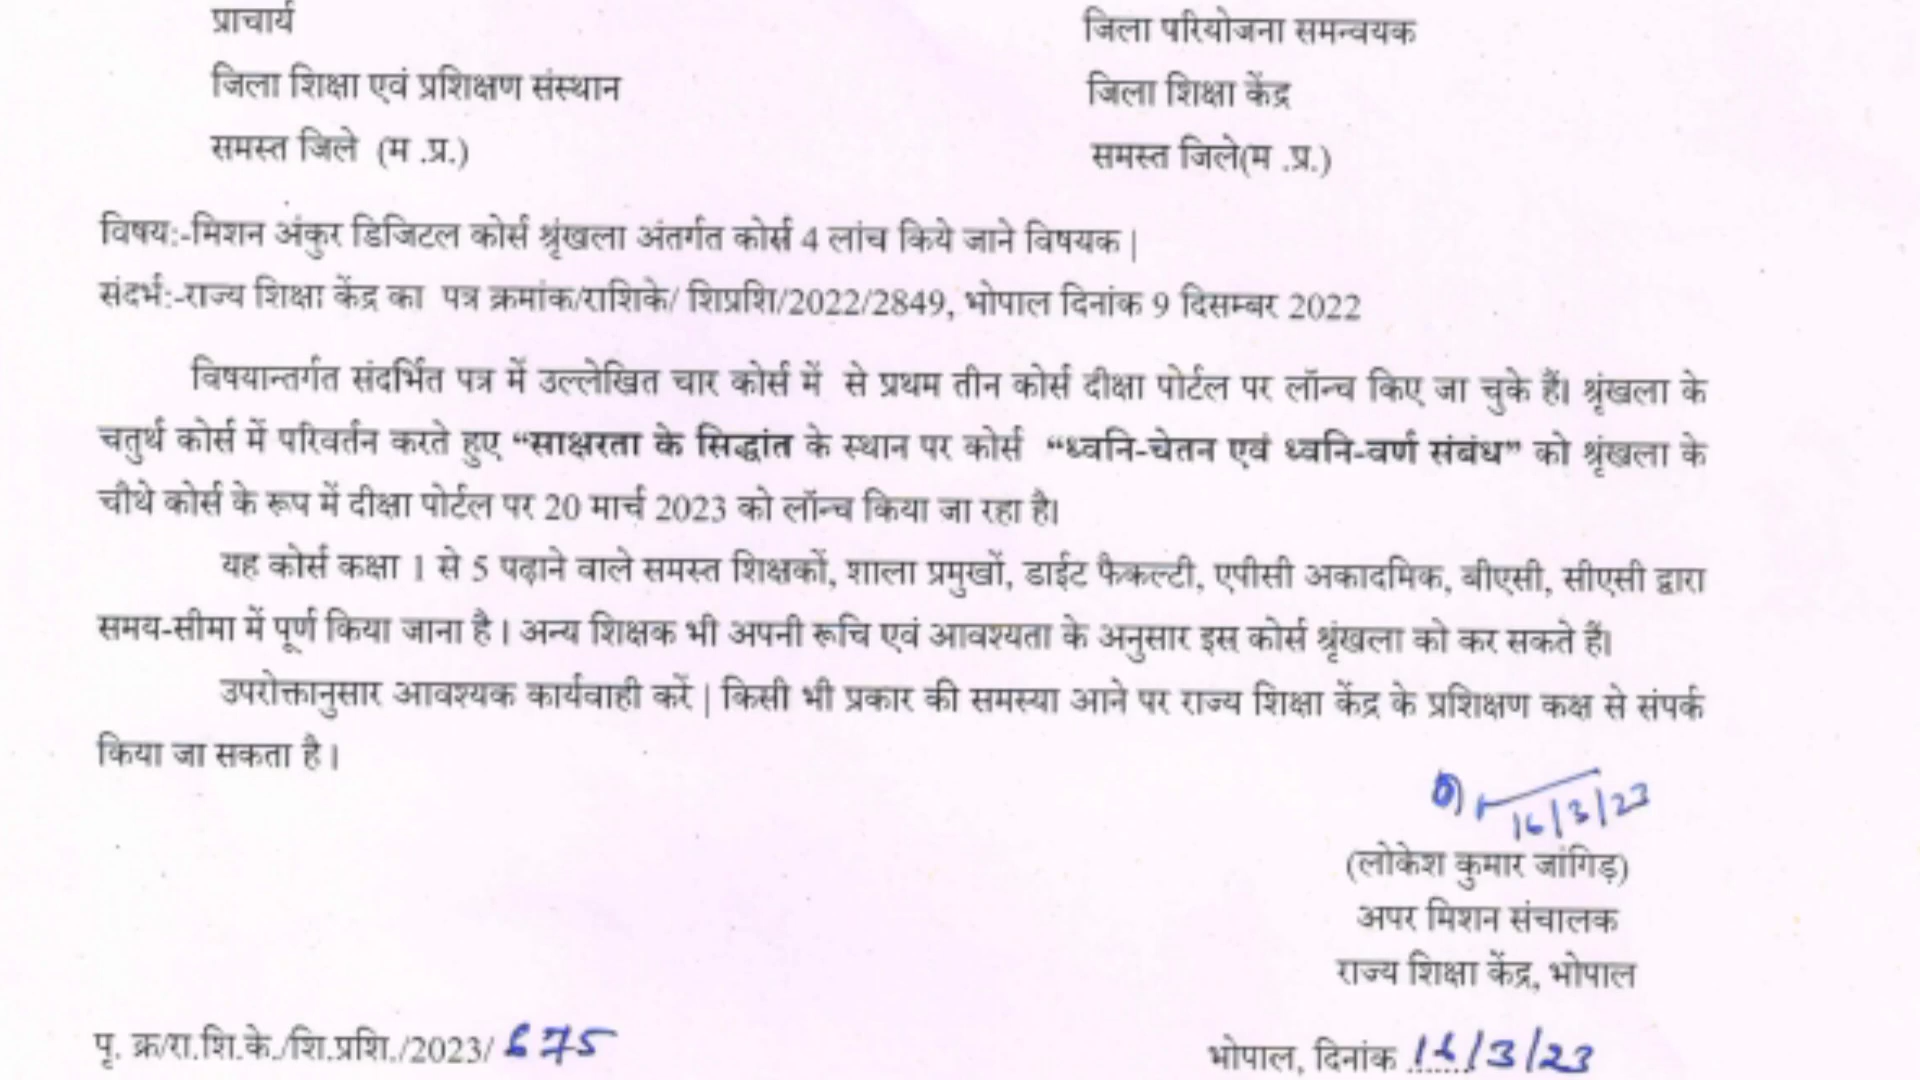 प्राचार्य
जिला परियोजना समन्वयक
जिला शिक्षा एवं प्रशिक्षण संस्थान
जिला शिक्षा केंद्र
समस्त जिले (म .प्र.)
समस्त जिले(म .प्र.)
विषय:-मिशन अंकुर डिजिटल कोर्स श्रृंखला अंतर्गत कोर्स 4 लांच किये जाने विषयक |
संदर्भ:-राज्य शिक्षा केंद्र का पत्र क्रमांक/राशिके/ शिप्रशि/2022/2849, भोपाल दिनांक 9 दिसम्बर 2022
विषयान्तर्गत संदर्भित पत्र में उल्लेखित चार कोर्स में से प्रथम तीन कोर्स दीक्षा पोर्टल पर लॉन्च किए जा चुके हैं। श्रृंखला के
चतुर्थ कोर्स में परिवर्तन करते हुए “साक्षरता के सिद्धांत के स्थान पर कोर्स “ध्वनि-चेतन एवं ध्वनि-वर्ण संबंध” को श्रृंखला के
चौथे कोर्स के रूप में दीक्षा पोर्टल पर 20 मार्च 2023 को लॉन्च किया जा रहा है।
यह कोर्स कक्षा 1 से 5 पढ़ाने वाले समस्त शिक्षकों, शाला प्रमुखों, डाईट फैकल्टी, एपीसी अकादमिक, बीएसी, सीएसी द्वारा
समय-सीमा में पूर्ण किया जाना है । अन्य शिक्षक भी अपनी रूचि एवं आवश्यता के अनुसार इस कोर्स श्रृंखला को कर सकते हैं।
उपरोक्तानुसार आवश्यक कार्यवाही करें | किसी भी प्रकार की समस्या आने पर राज्य शिक्षा केंद्र के प्रशिक्षण कक्ष से संपर्क
किया जा सकता है ।
16/3/23
(लोकेश कुमार जांगिड़)
अपर मिशन संचालक
राज्य शिक्षा केंद्र, भोपाल
पृ. क्र/रा.शि.के./शि.प्रशि./2023/ 675
भोपाल, दिनांक 16/3/23